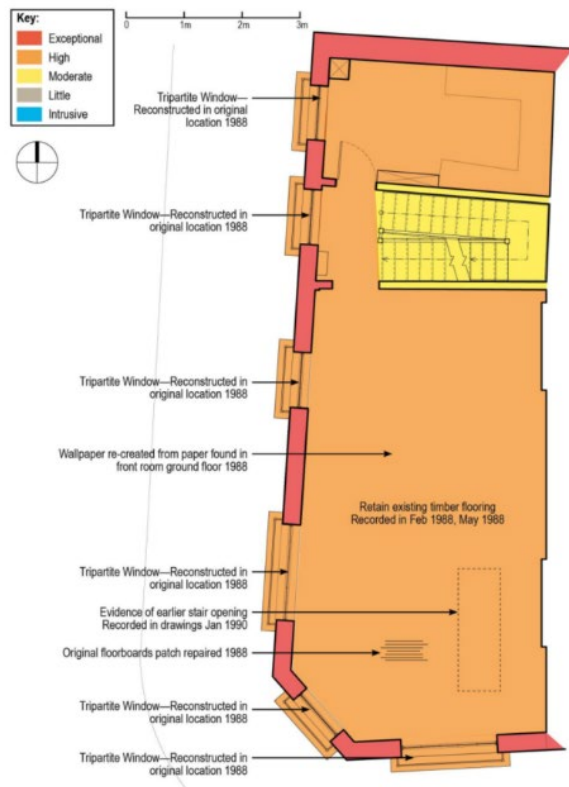 Key:
Exceptional
High
Moderate
Little
Intrusive
0 1m 2m 3m
Tripartite Window—
Reconstructed in original
location 1988
Tripartite Window—Reconstructed in
original location 1988
Tripartite Window—Reconstructed in
original location 1988
Wallpaper re-created from paper found in
front room ground floor 1988
Retain existing timber flooring
Recorded in Feb 1988, May 1988
Tripartite Window—Reconstructed in
original location 1988
Evidence of earlier stair opening
Recorded in drawings Jan 1990
Original floorboards patch repaired 1988
Tripartite Window—Reconstructed in
original location 1988
Tripartite Window—Reconstructed in
original location 1988